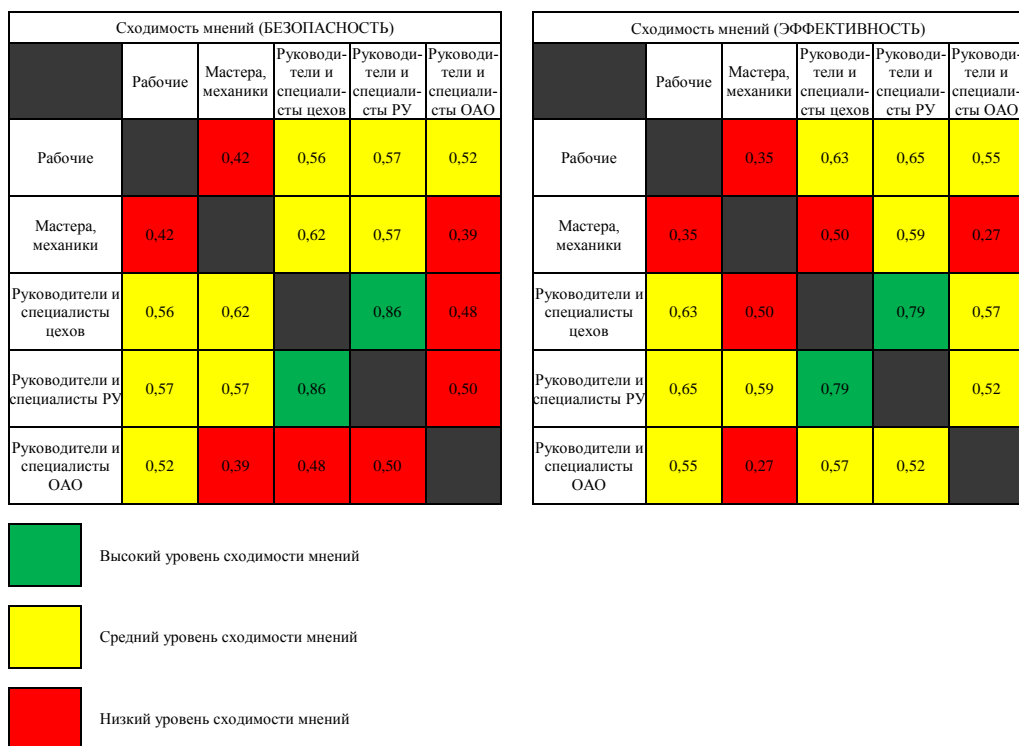 Сходимость мнений (БЕЗОПАСНОСТЬ)
Рабочие
Мастера,
механики
Руководи-
тели и
специали-
сты цехов
Руководи-
тели и
специали-
сты РУ
Руководи-
тели и
специали-
сты ОАО
Рабочие
0,42
0,56
0,57
0,52
Мастера,
механики
0,42
0,62
0,57
0,39
Руководители и
специалисты
цехов
0,56
0,62
0,86
0,48
Руководители и
специалисты РУ
0,57
0,57
0,86
0,50
Руководители и
специалисты
ОАО
0,52
0,39
0,48
0,50
Сходимость мнений (ЭФФЕКТИВНОСТЬ)
Рабочие
Мастера,
механики
Руководи-
тели и
специали-
сты цехов
Руководи-
тели и
специали-
сты РУ
Руководи-
тели и
специали-
сты ОАО
Рабочие
0,35
0,63
0,65
0,55
Мастера,
механики
0,35
0,50
0,59
0,27
Руководители и
специалисты
цехов
0,63
0,50
0,79
0,57
Руководители и
специалисты РУ
0,65
0,59
0,79
0,52
Руководители и
специалисты
ОАО
0,55
0,27
0,57
0,52
Высокий уровень сходимости мнений
Средний уровень сходимости мнений
Низкий уровень сходимости мнений